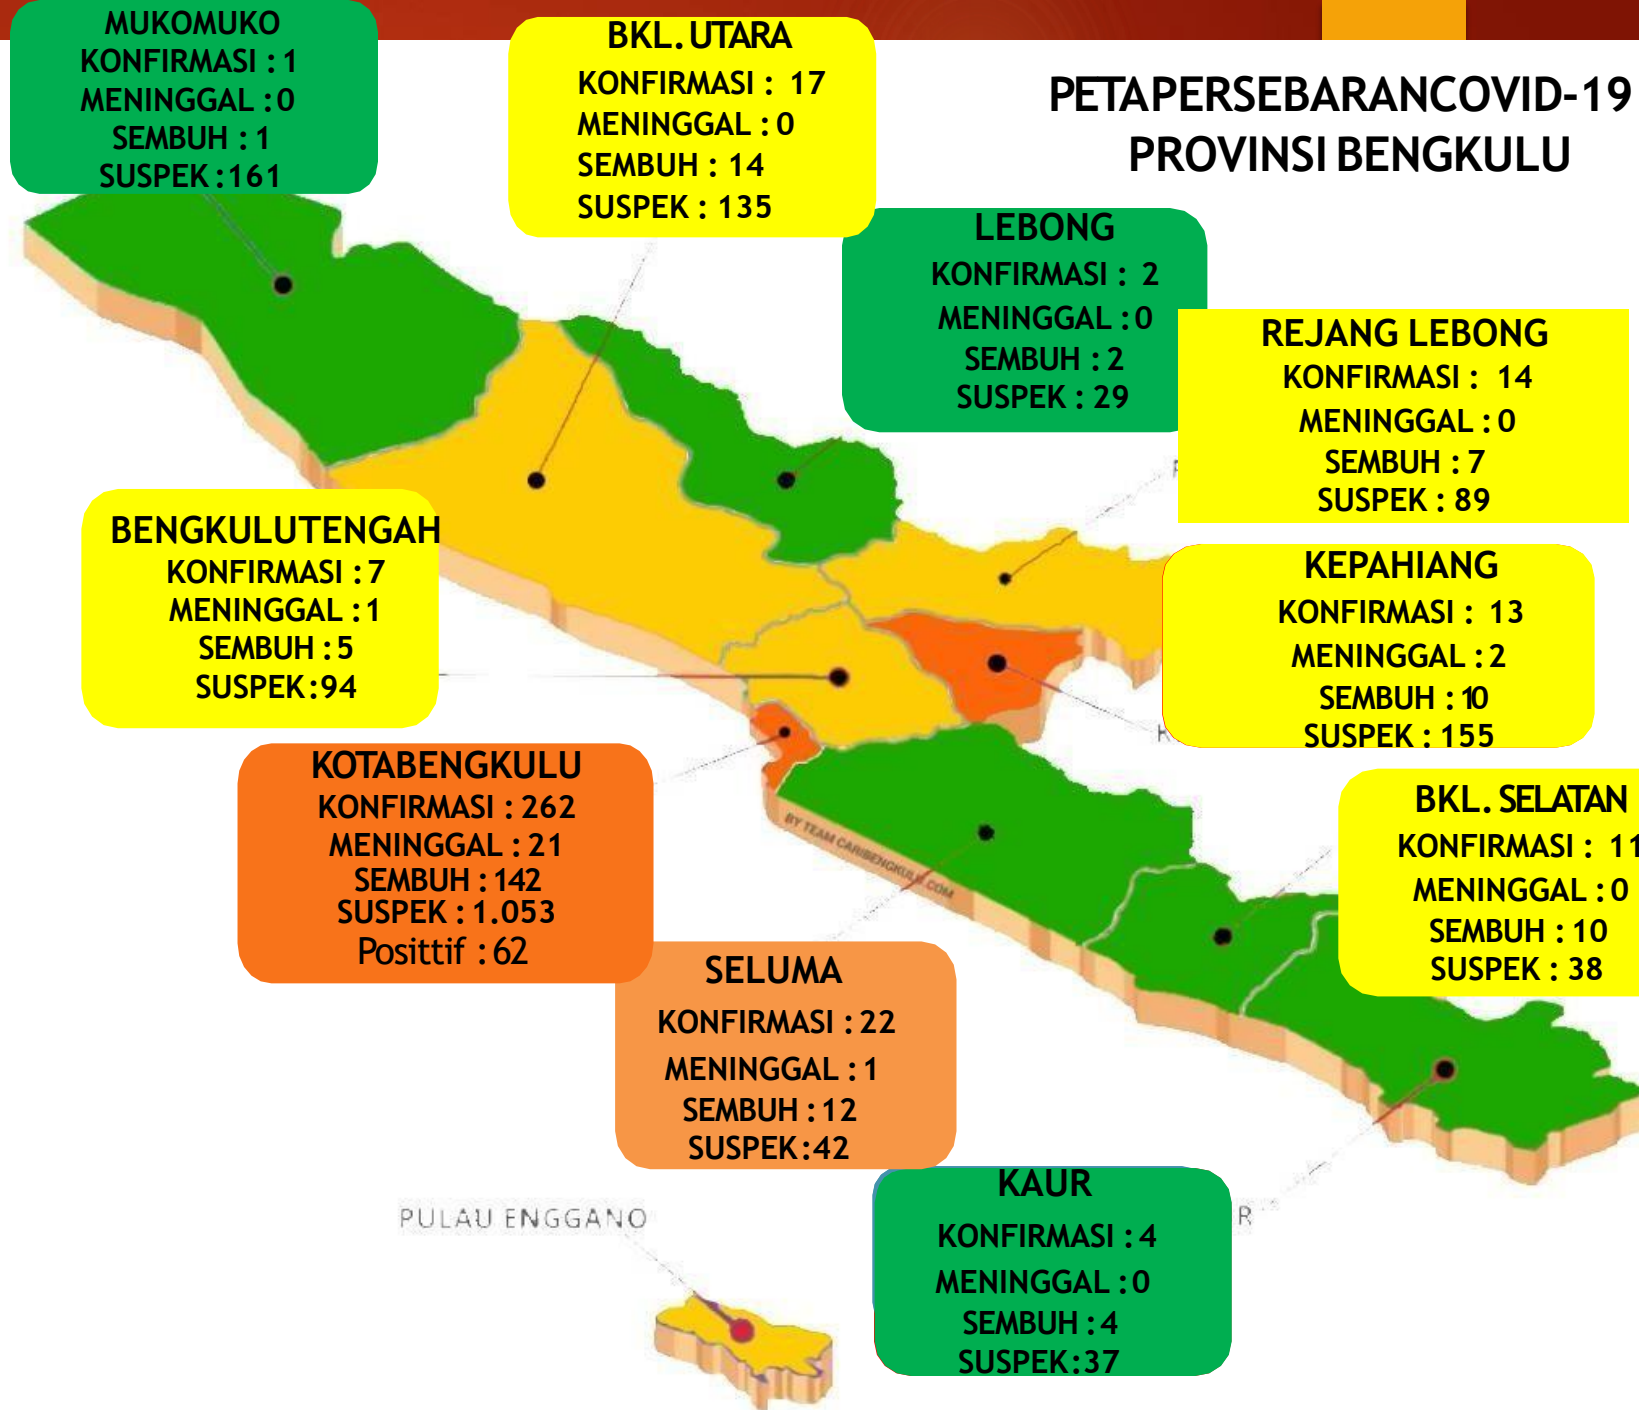 MUKOMUKO
KONFIRMASI : 1
MENINGGAL : 0
SEMBUH : 1
SUSPEK : 161
BKL. UTARA
KONFIRMASI : 17
MENINGGAL : 0
SEMBUH : 14
SUSPEK : 135
PETAPERSEBARANCOVID-19
PROVINSI BENGKULU
LEBONG
KONFIRMASI : 2
MENINGGAL : 0
SEMBUH : 2
SUSPEK : 29
REJANG LEBONG
KONFIRMASI : 14
MENINGGAL : 0
SEMBUH : 7
SUSPEK : 89
BENGKULUTENGAH
KONFIRMASI : 7
MENINGGAL : 1
SEMBUH : 5
SUSPEK : 94
KEPAHIANG
KONFIRMASI : 13
MENINGGAL : 2
SEMBUH : 10
SUSPEK : 155
KOTABENGKULU
KONFIRMASI : 262
MENINGGAL : 21
SEMBUH : 142
SUSPEK : 1.053
Posittif : 62
BKL. SELATAN
KONFIRMASI : 11
MENINGGAL : 0
SEMBUH : 10
SUSPEK : 38
BY TEAM CARIBENGKULU.COM
SELUMA
KONFIRMASI : 22
MENINGGAL : 1
SEMBUH : 12
SUSPEK : 42
KAUR
KONFIRMASI : 4
MENINGGAL : 0
SEMBUH : 4
SUSPEK : 37
R
PULAU ENGGANO